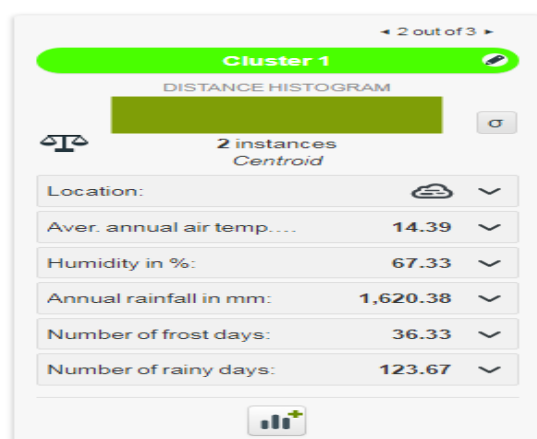 ◂ 2 out of 3 ▸
Cluster 1
DISTANCE HISTOGRAM
σ
2 instances
Centroid
Location:
Aver. annual air temp.... 14.39
Humidity in %: 67.33
Annual rainfall in mm: 1,620.38
Number of frost days: 36.33
Number of rainy days: 123.67